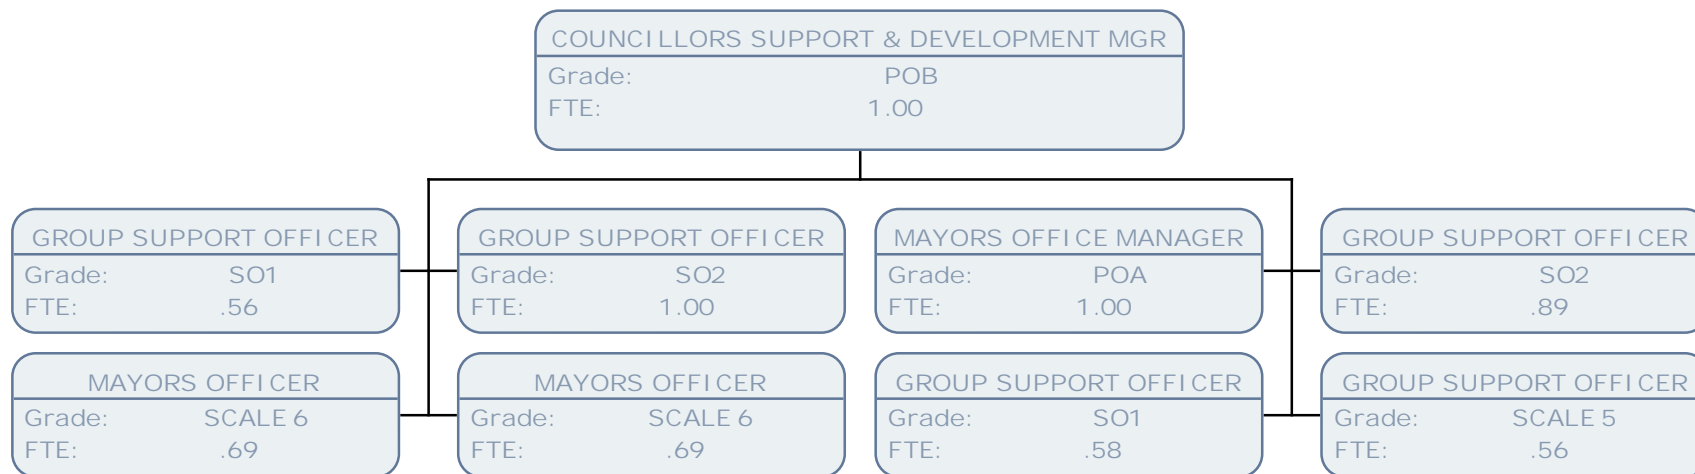 COUNCILLORS SUPPORT & DEVELOPMENT MGR
Grade: POB
FTE: 1.00
GROUP SUPPORT OFFICER
Grade: SO1
FTE: .56
GROUP SUPPORT OFFICER
Grade: SO2
FTE: 1.00
MAYORS OFFICE MANAGER
Grade: POA
FTE: 1.00
GROUP SUPPORT OFFICER
Grade: SO2
FTE: .89
MAYORS OFFICER
Grade: SCALE 6
FTE: .69
MAYORS OFFICER
Grade: SCALE 6
FTE: .69
GROUP SUPPORT OFFICER
Grade: SO1
FTE: .58
GROUP SUPPORT OFFICER
Grade: SCALE 5
FTE: .56